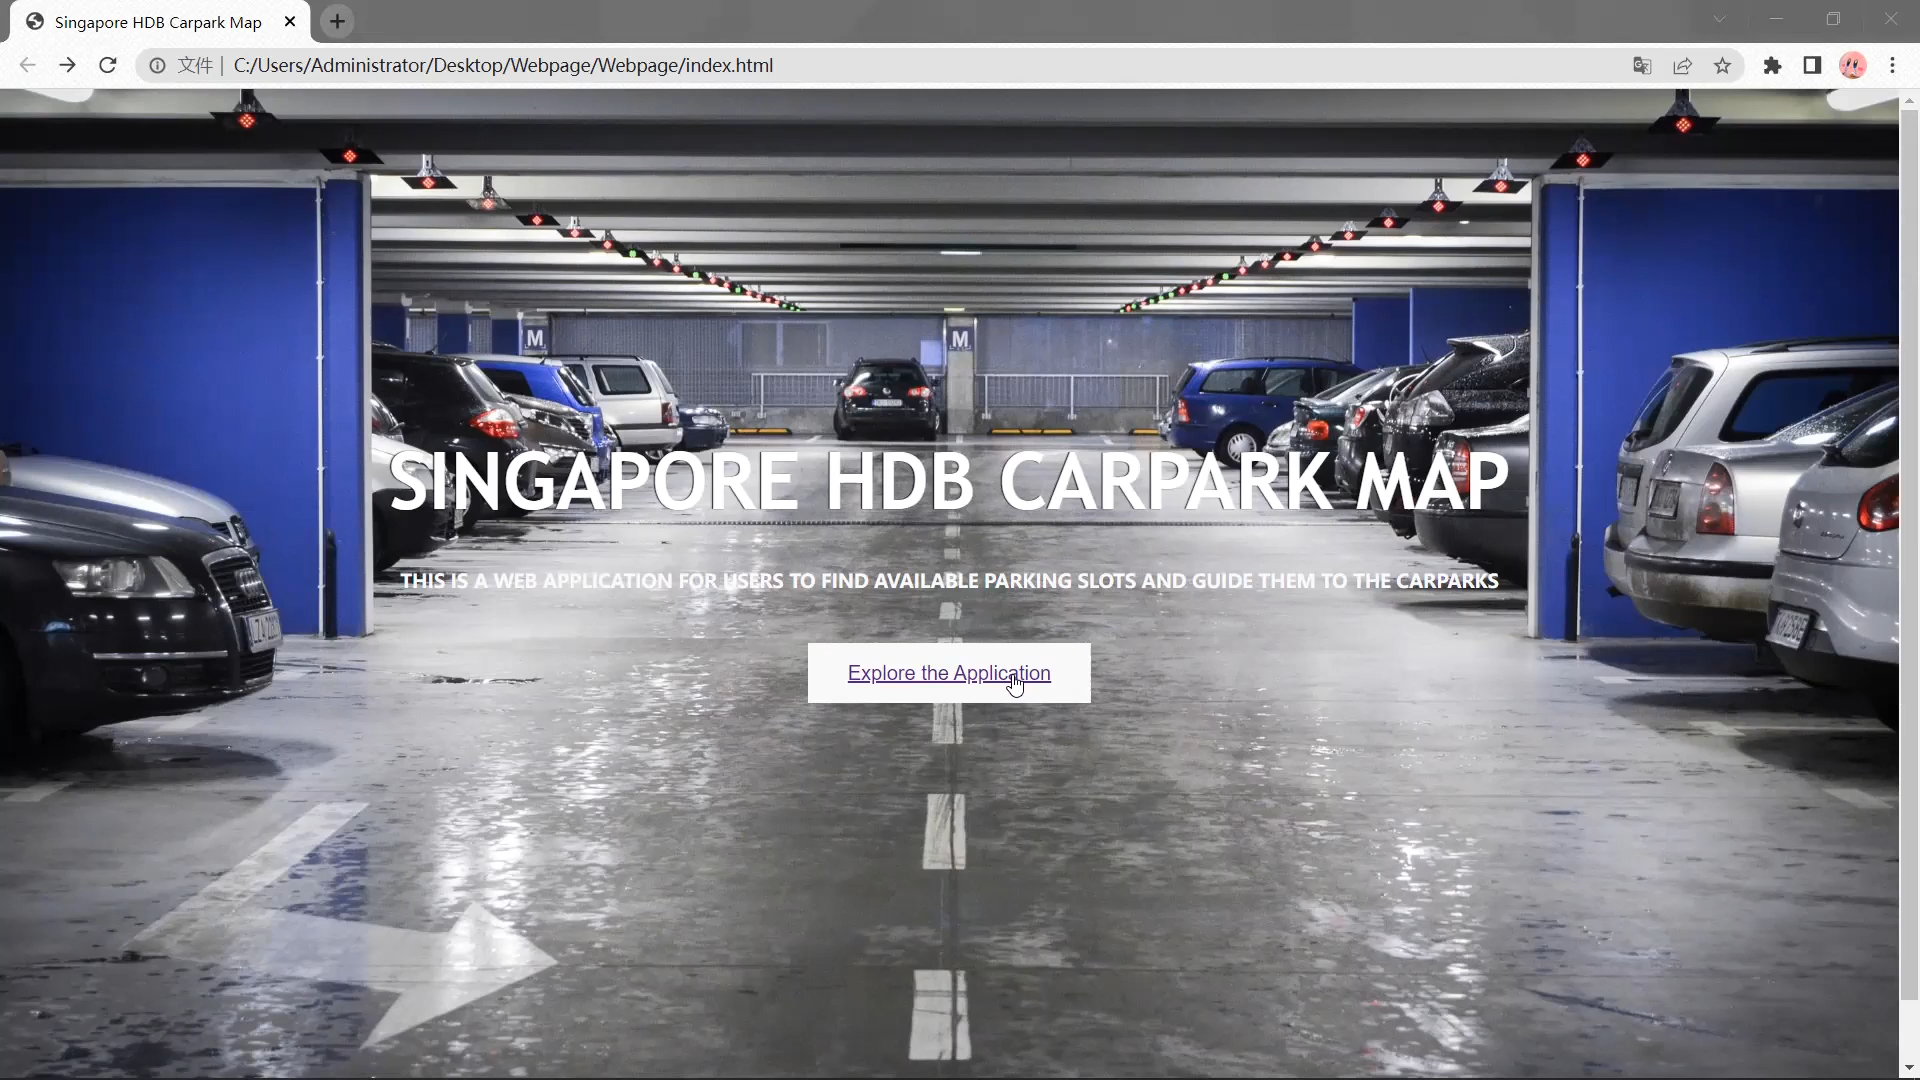 Singapore HDB Carpark Map
文件 | C:/Users/Administrator/Desktop/Webpage/Webpage/index.html
M
M
SINGAPORE HDB CARPARK MAP
THIS IS A WEB APPLICATION FOR USERS TO FIND AVAILABLE PARKING SLOTS AND GUIDE THEM TO THE CARPARKS
Explore the Application